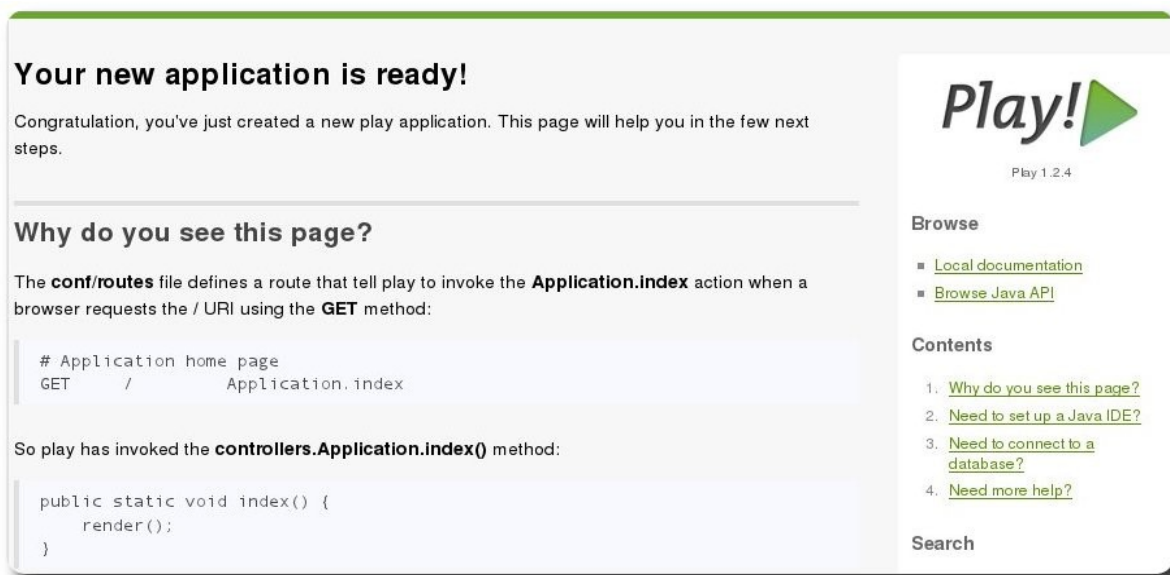 Your new application is ready!
Congratulation, you've just created a new play application. This page will help you in the few next
steps.
Why do you see this page?
The conf/routes file defines a route that tell play to invoke the Application.index action when a
browser requests the / URI using the GET method:
# Application home page
GET / Application.index
So play has invoked the controllers.Application.index() method:
public static void index() {
render();
}
Play!
Play 1.2.4
Browse
Local documentation
Browse Java API
Contents
1. Why do you see this page?
2. Need to set up a Java IDE?
3. Need to connect to a
database?
4. Need more help?
Search